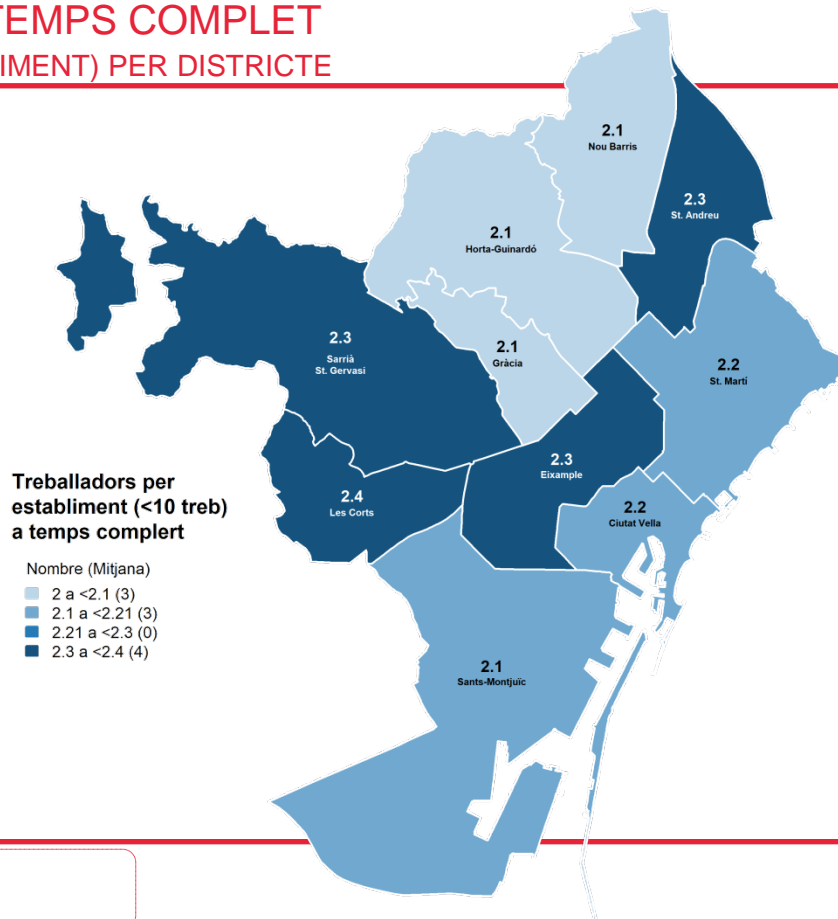 TEMPS COMPLET
IMENT) PER DISTRICTE
2.1
Nou Barris
2.3
St. Andreu
2.1
Horta-Guinardó
2.3
Sarrià
St. Gervasi
2.1
Gràcia
2.2
St. Martí
2.3
Eixample
2.4
Les Corts
2.2
Ciutat Vella
2.1
Sants-Montjuïc
Treballadors per
establiment (<10 treb)
a temps complert
Nombre (Mitjana)
2 a <2.1 (3)
2.1 a <2.21 (3)
2.21 a <2.3 (0)
2.3 a <2.4 (4)